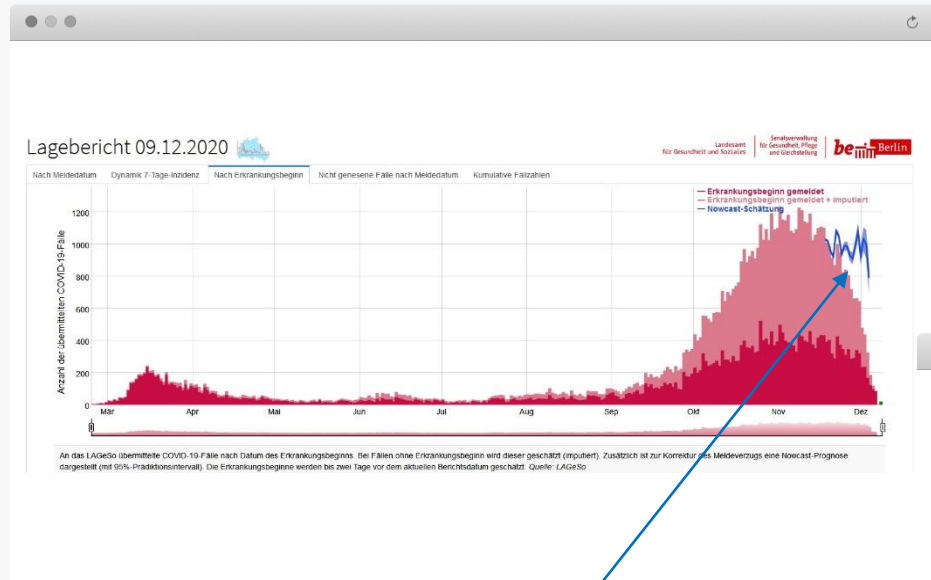 Lagebericht 09.12.2020
Landesamt
für Gesundheit und Soziales
Senatsverwaltung
für Gesundheit, Pflege
und Gleichstellung
be Berlin
Nach Meldedatum Dynamik 7-Tage-Inzidenz Nach Erkrankungsbeginn Nicht genesene Fälle nach Meldedatum Kumulative Fallzahlen
Erkrankungsbeginn gemeldet
Erkrankungsbeginn gemeldet + imputiert
Nowcast-Schätzung
Anzahl der übermittelten COVID-19-Fälle
1200
1000
800
600
400
200
0
Mär Apr Mai Jun Jul Aug Sep Okt Nov Dez
An das LAGeSo übermittelte COVID-19-Fälle nach Datum des Erkrankungsbeginns. Bei Fällen ohne Erkrankungsbeginn wird dieser geschätzt (imputiert). Zusätzlich ist zur Korrektur des Meldeverzugs eine Nowcast-Prognose
dargestellt (mit 95%-Prädiktionsintervall). Die Erkrankungsbeginne werden bis zwei Tage vor dem aktuellen Berichtsdatum geschätzt. Quelle: LAGeSo